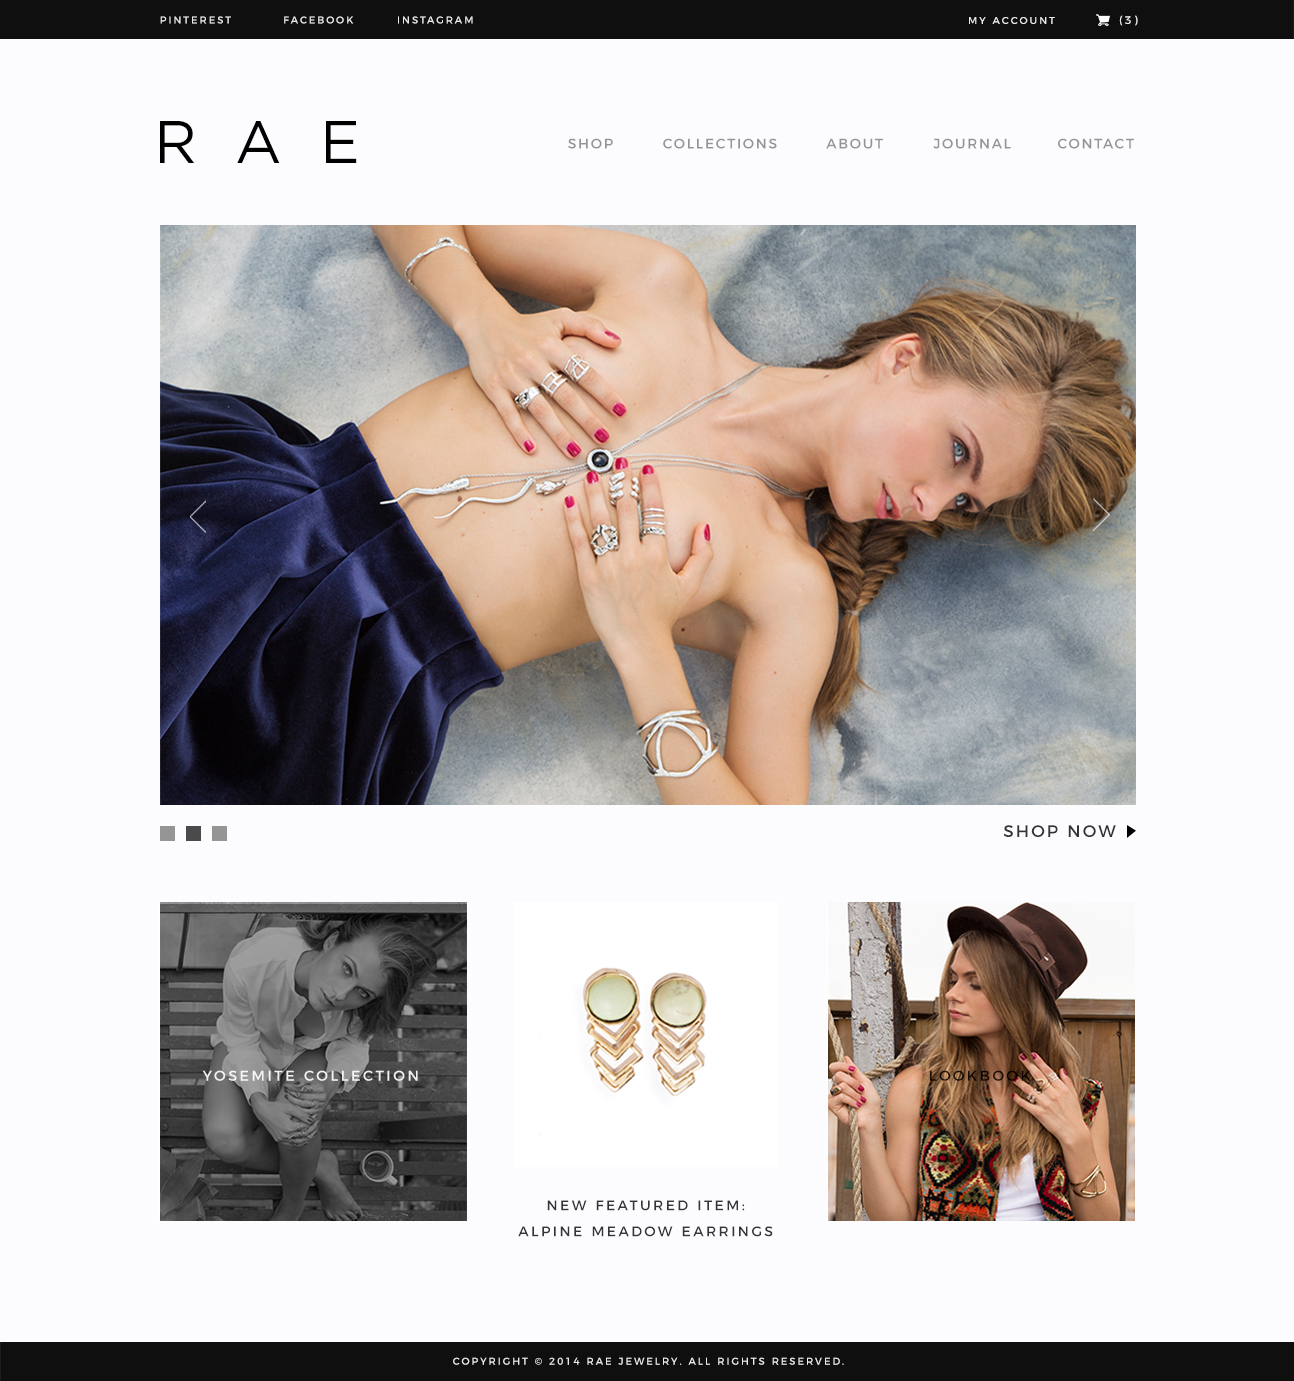 PINTEREST FACEBOOK INSTAGRAM MY ACCOUNT (3)
R A E
SHOP COLLECTIONS ABOUT JOURNAL CONTACT
SHOP NOW
YOSEMITE COLLECTION
LOOKBOOK
NEW FEATURED ITEM:
ALPINE MEADOW EARRINGS
COPYRIGHT © 2014 RAE JEWELRY. ALL RIGHTS RESERVED.